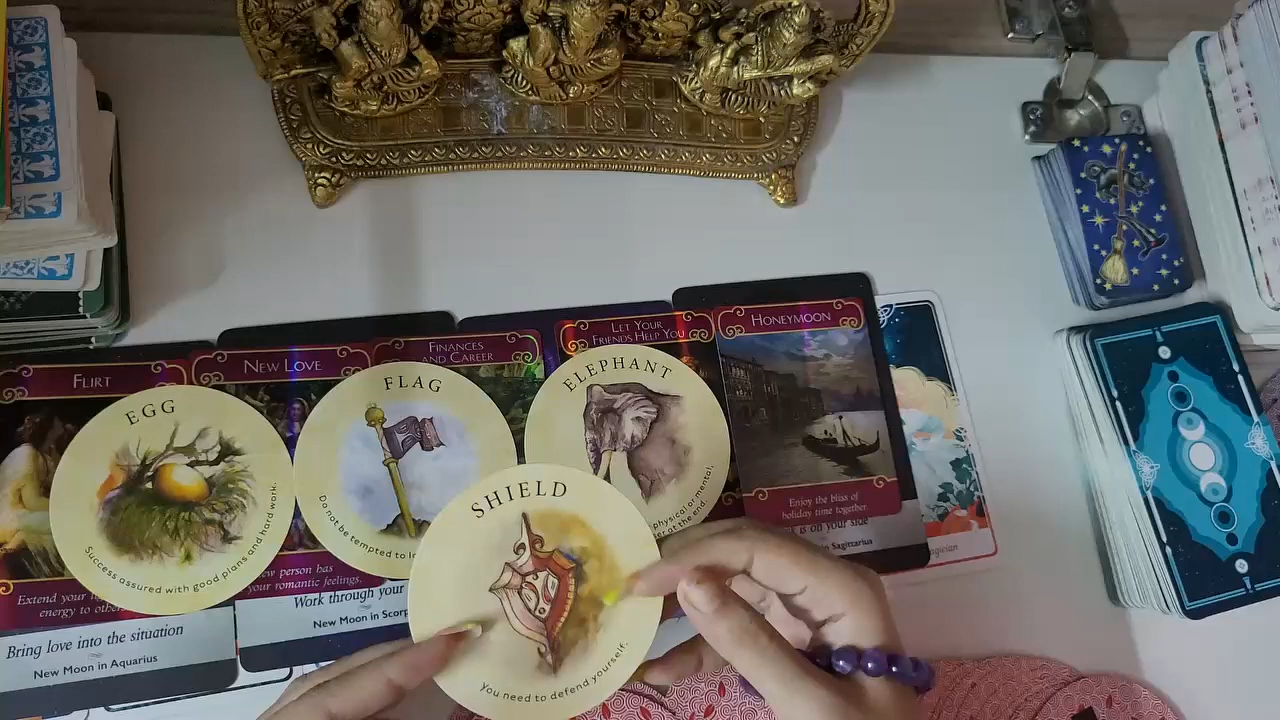 FLIRT
NEW LOVE
FINANCES
AND CAREER
LET YOUR
FRIENDS HELP YOU
HONEYMOON
EGG
Success assured with good plans and hard work.
FLAG
Do not be tempted to
ELEPHANT
physical or mental,
at the end
SHIELD
You need to defend yourself.
Extend your
energy to
person has
your romantic feelings.
Enjoy the bliss of
holiday time together.
is on your side
in Sagittarius
Bring love into the situation
New Moon in Aquarius
Work through your
New Moon in